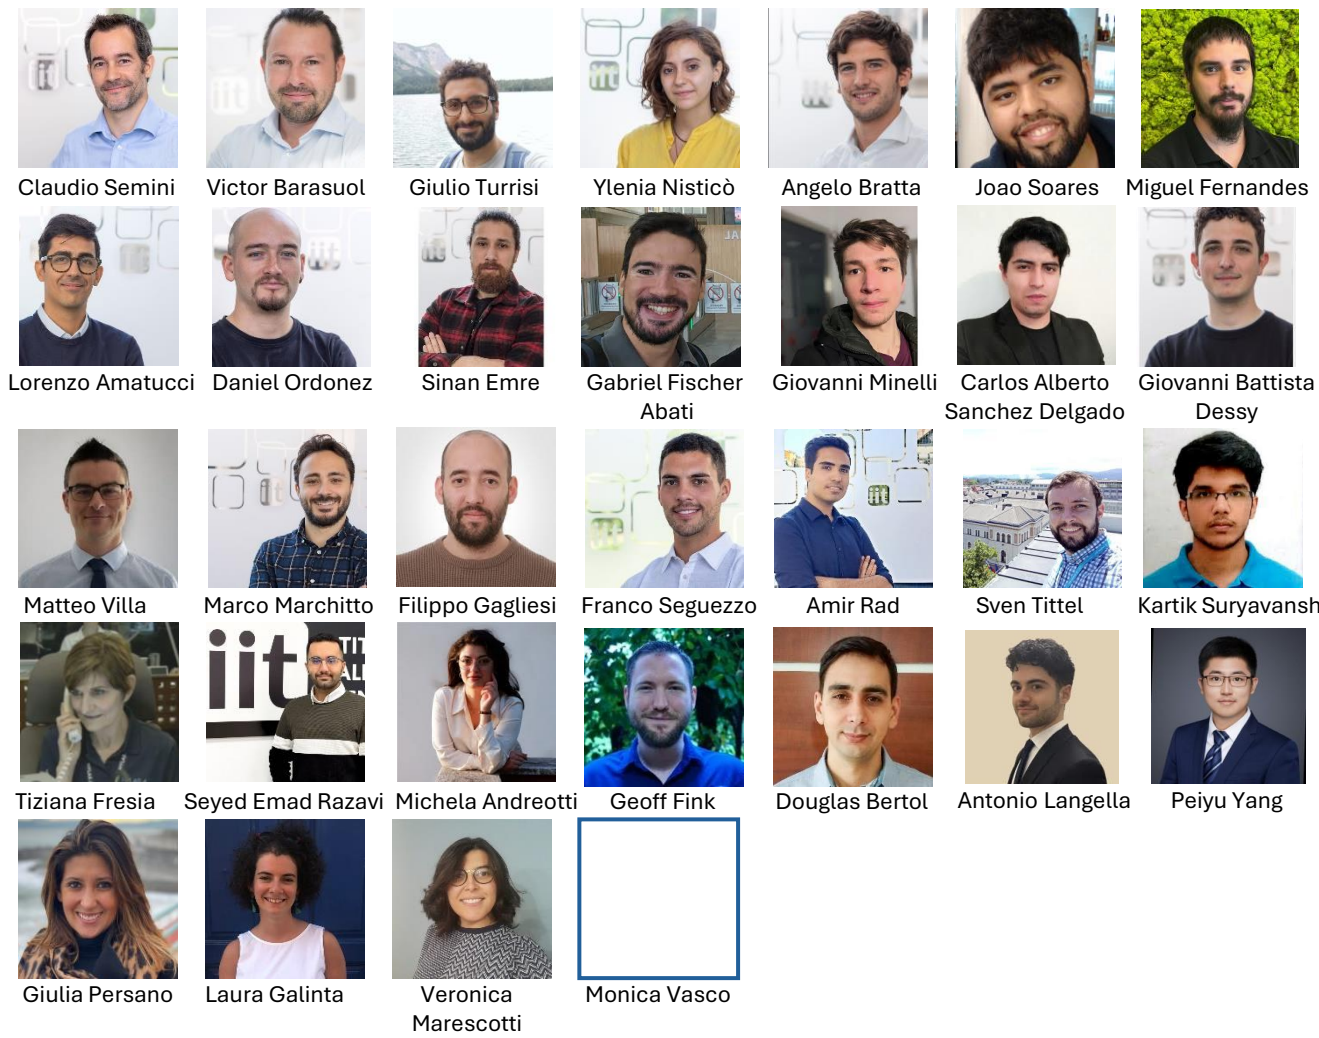 Claudio Semini
Victor Barasuol
Giulio Turrisi
Ylenia Nisticò
Angelo Bratta
Joao Soares
Miguel Fernandes
Lorenzo Amatucci
Daniel Ordonez
Sinan Emre
Gabriel Fischer
Abati
Giovanni Minelli
Carlos Alberto
Sanchez Delgado
Giovanni Battista
Dessy
Matteo Villa
Marco Marchitto
Filippo Gagliesi
Franco Seguezzo
Amir Rad
Sven Tittel
Kartik Suryavansh
iit
Tiziana Fresia
Seyed Emad Razavi
Michela Andreotti
Geoff Fink
Douglas Bertol
Antonio Langella
Peiyu Yang
Giulia Persano
Laura Galinta
Veronica
Marescotti
Monica Vasco